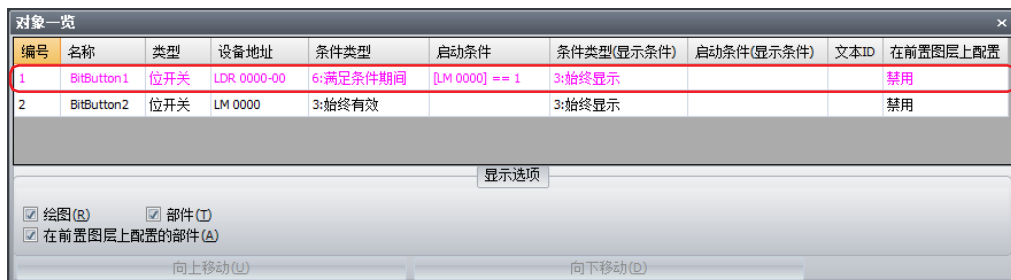 对象一览 ×
编号 名称 类型 设备地址 条件类型 启动条件 条件类型(显示条件) 启动条件(显示条件) 文本ID 在前置图层上配置
1 BitButton1 位开关 LDR 0000-00 6:满足条件期间 [LM 0000] == 1 3:始终显示 禁用
2 BitButton2 位开关 LM 0000 3:始终有效 3:始终显示 禁用
显示选项
绘图(R) 部件(T)
在前置图层上配置的部件(A)
向上移动(U) 向下移动(D)